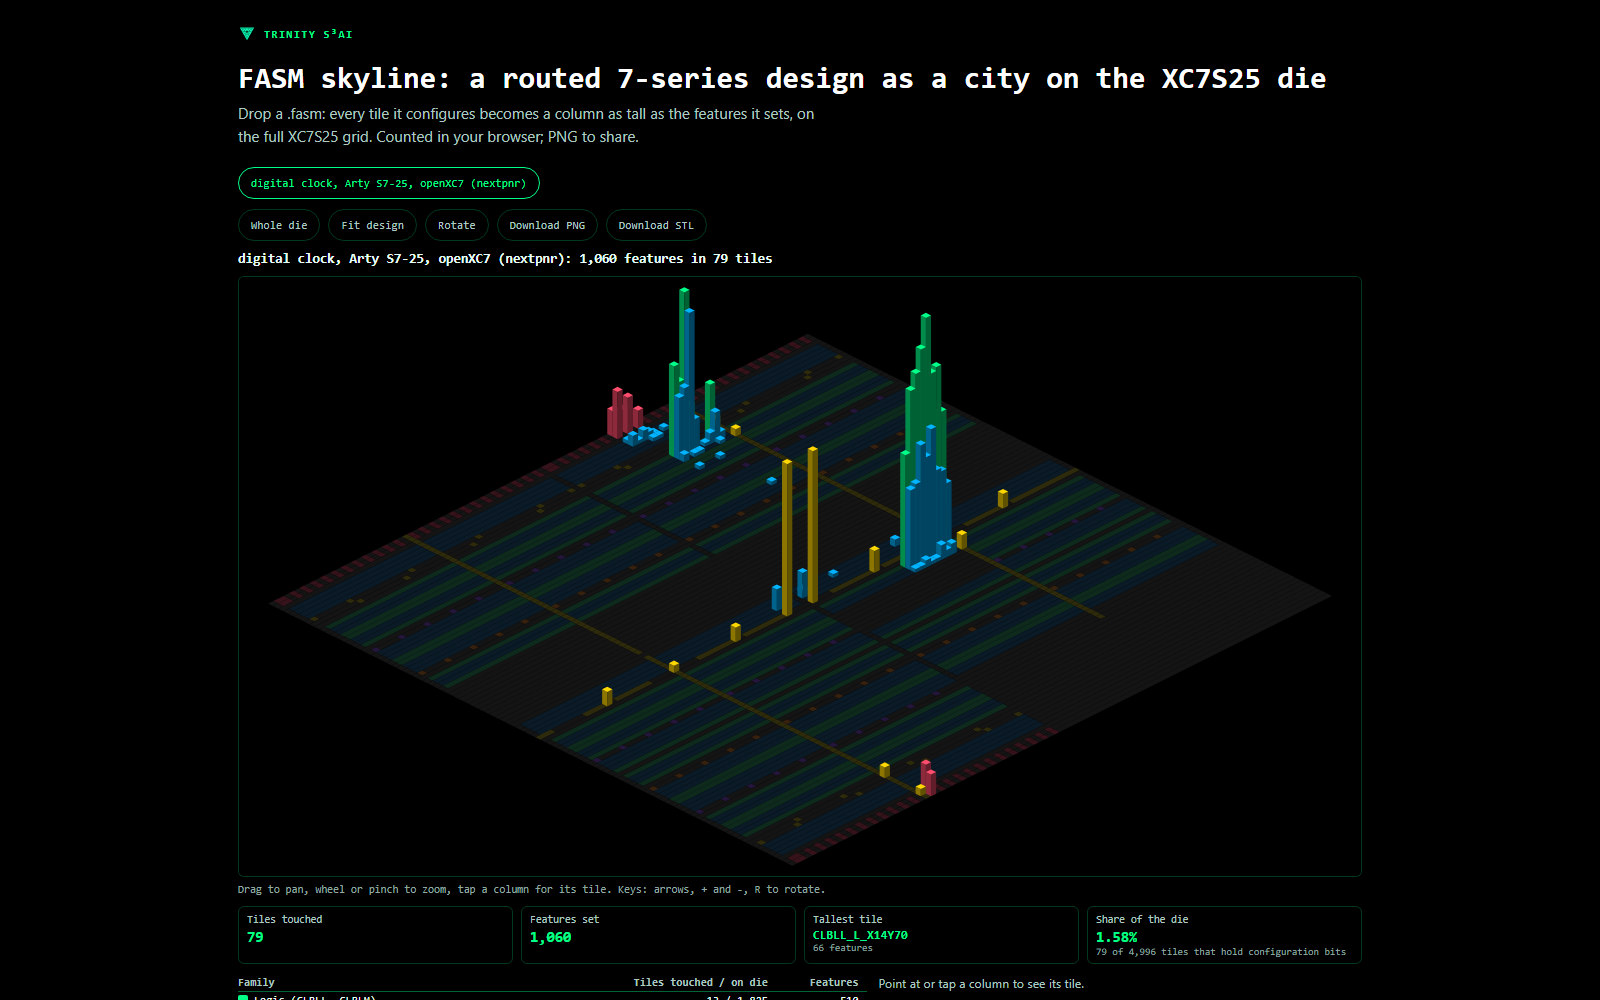 TRINITY S³AI
FASM skyline: a routed 7-series design as a city on the XC7S25 die
Drop a .fasm: every tile it configures becomes a column as tall as the features it sets, on
the full XC7S25 grid. Counted in your browser; PNG to share.
digital clock, Arty S7-25, openXC7 (nextpnr)
Whole die Fit design Rotate Download PNG Download STL
digital clock, Arty S7-25, openXC7 (nextpnr): 1,060 features in 79 tiles
Drag to pan, wheel or pinch to zoom, tap a column for its tile. Keys: arrows, + and -, R to rotate.
Tiles touched Features set Tallest tile Share of the die
79 1,060 CLBLL_L_X14Y70 1.58%
66 features 79 of 4,996 tiles that hold configuration bits
Family Tiles touched / on die Features Point at or tap a column to see its tile.
Logic (CLBLL, CLBLM)